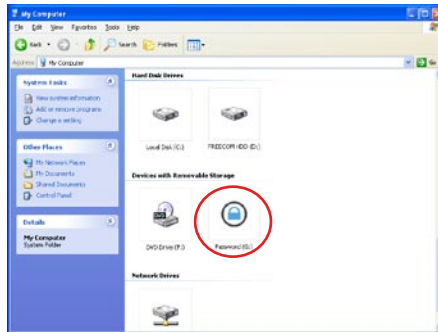 My Computer
File Edit View Favorites Tools Help
Back Search Folders
Address My Computer Go
System Tasks
View system information
Add or remove programs
Change a setting
Other Places
My Network Places
My Documents
Shared Documents
Control Panel
Details
My Computer
System Folder
Hard Disk Drives
Local Disk (C:)
FREECOM HDD (D:)
Devices with Removable Storage
DVD Drive (F:)
Password (G:)
Network Drives